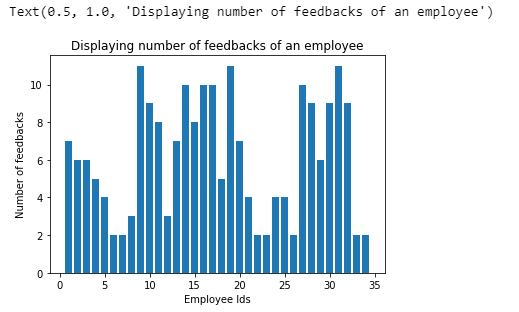 Text(0.5, 1.0, 'Displaying number of feedbacks of an employee')
Displaying number of feedbacks of an employee
10
8
6
4
2
0
Number of feedbacks
0 5 10 15 20 25 30 35
Employee Ids